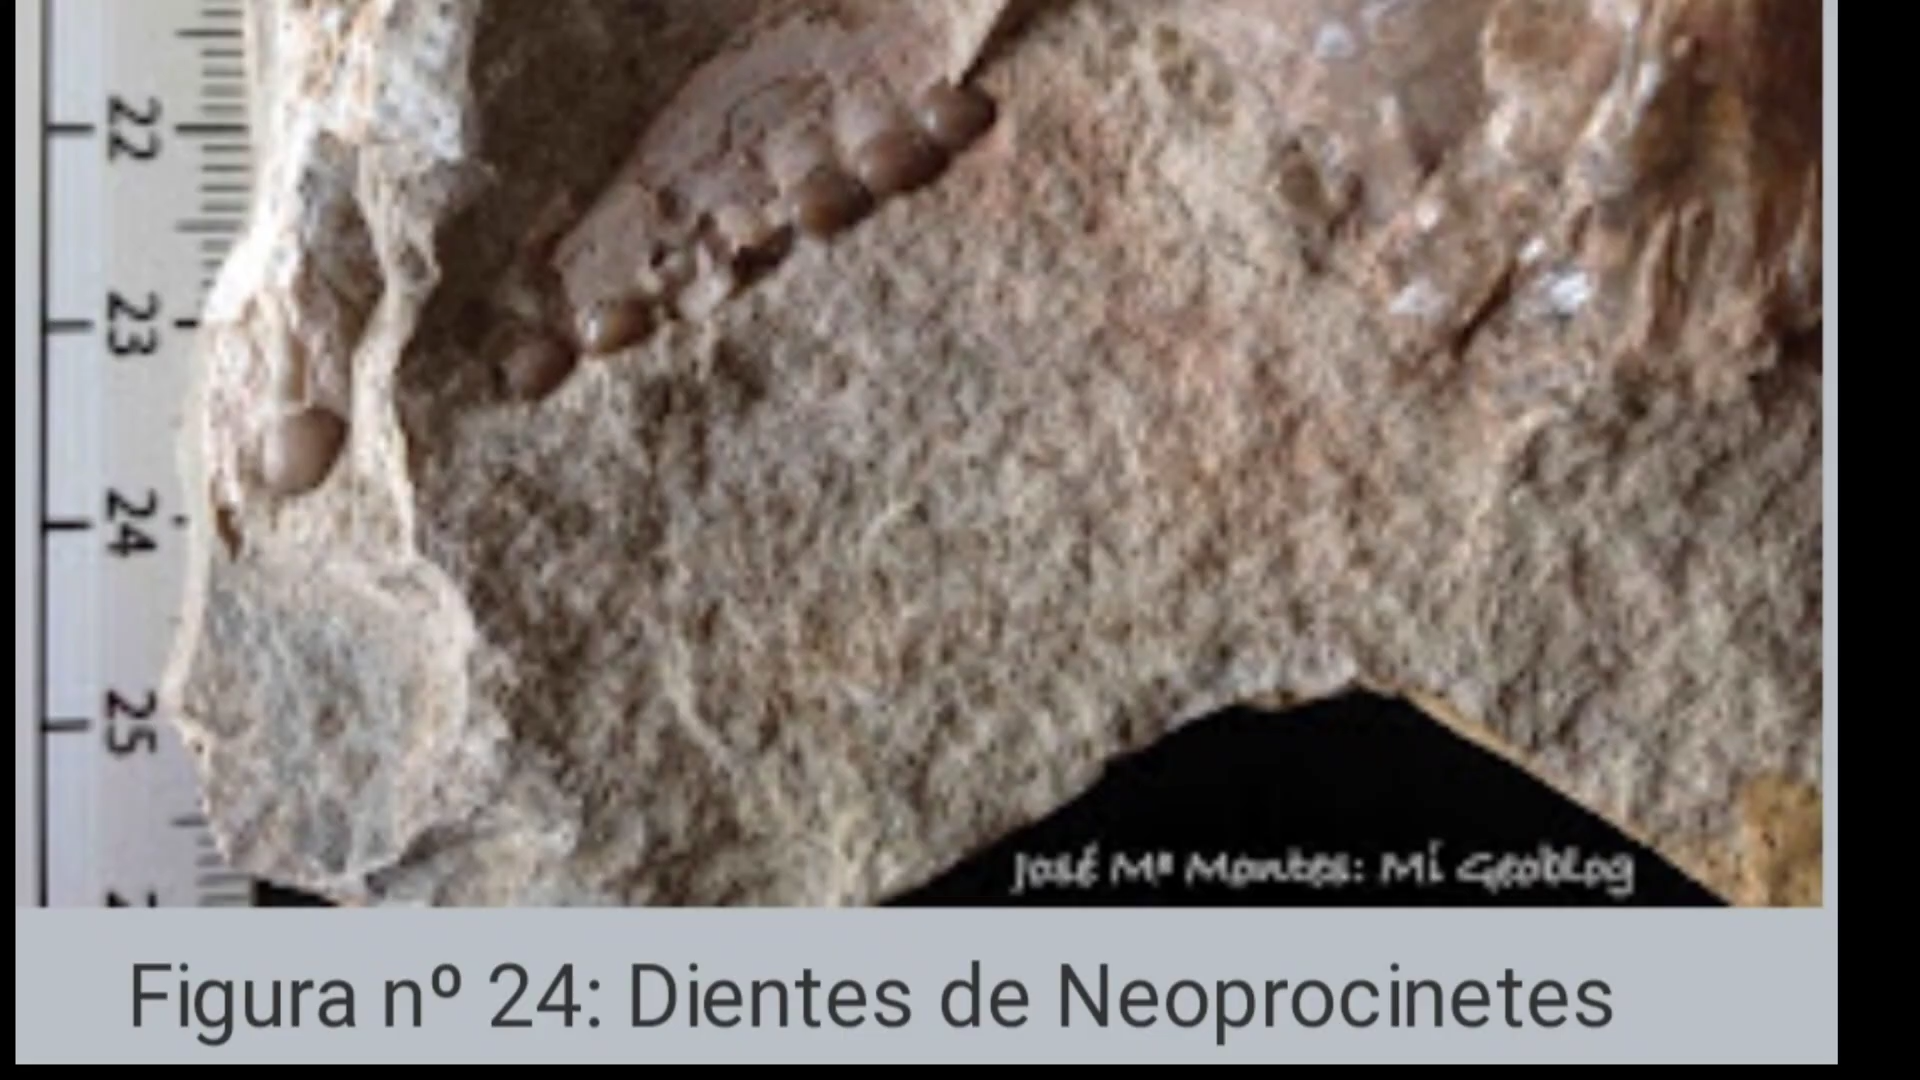 22
23
24
25
José Mª Montes: Mi Geoblog
Figura nº 24: Dientes de Neoprocinetes